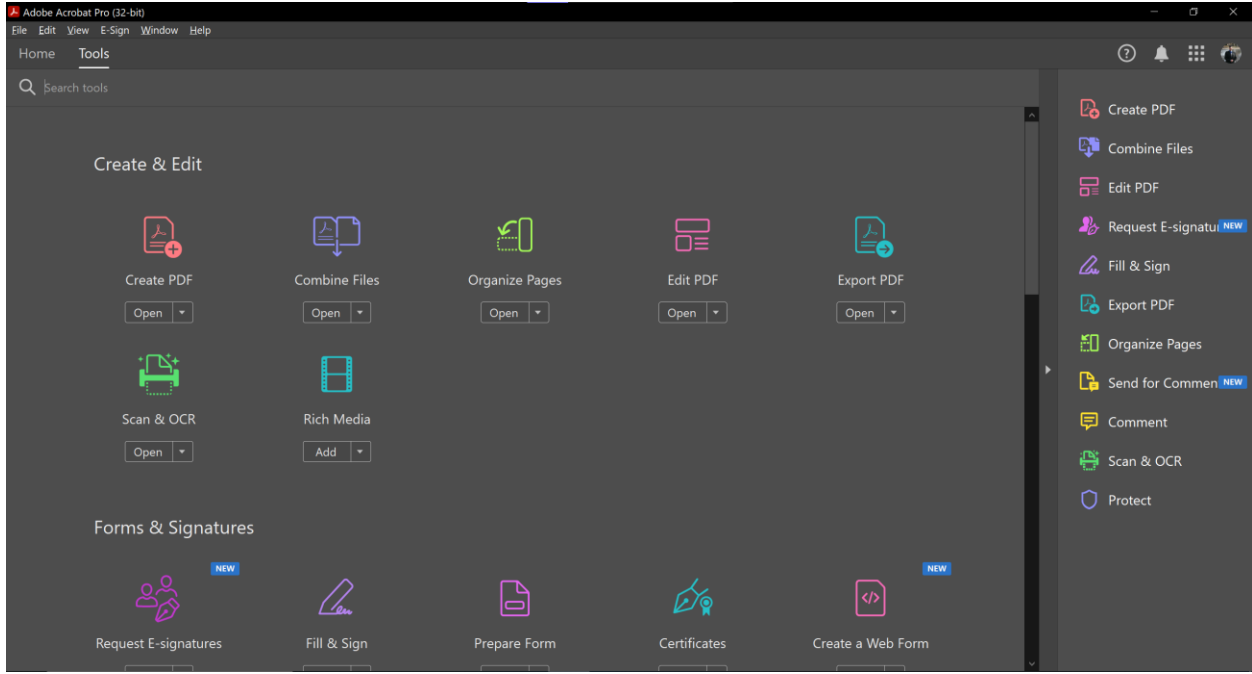 Adobe Acrobat Pro (32-bit)
File Edit View E-Sign Window Help
Home Tools
Search tools
Create & Edit
Create PDF
Combine Files
Organize Pages
Edit PDF
Export PDF
Open
Open
Open
Open
Open
Scan & OCR
Rich Media
Open
Add
Forms & Signatures
NEW
NEW
Request E-signatures
Fill & Sign
Prepare Form
Certificates
Create a Web Form
Create PDF
Combine Files
Edit PDF
Request E-signatu NEW
Fill & Sign
Export PDF
Organize Pages
Send for Commen NEW
Comment
Scan & OCR
Protect